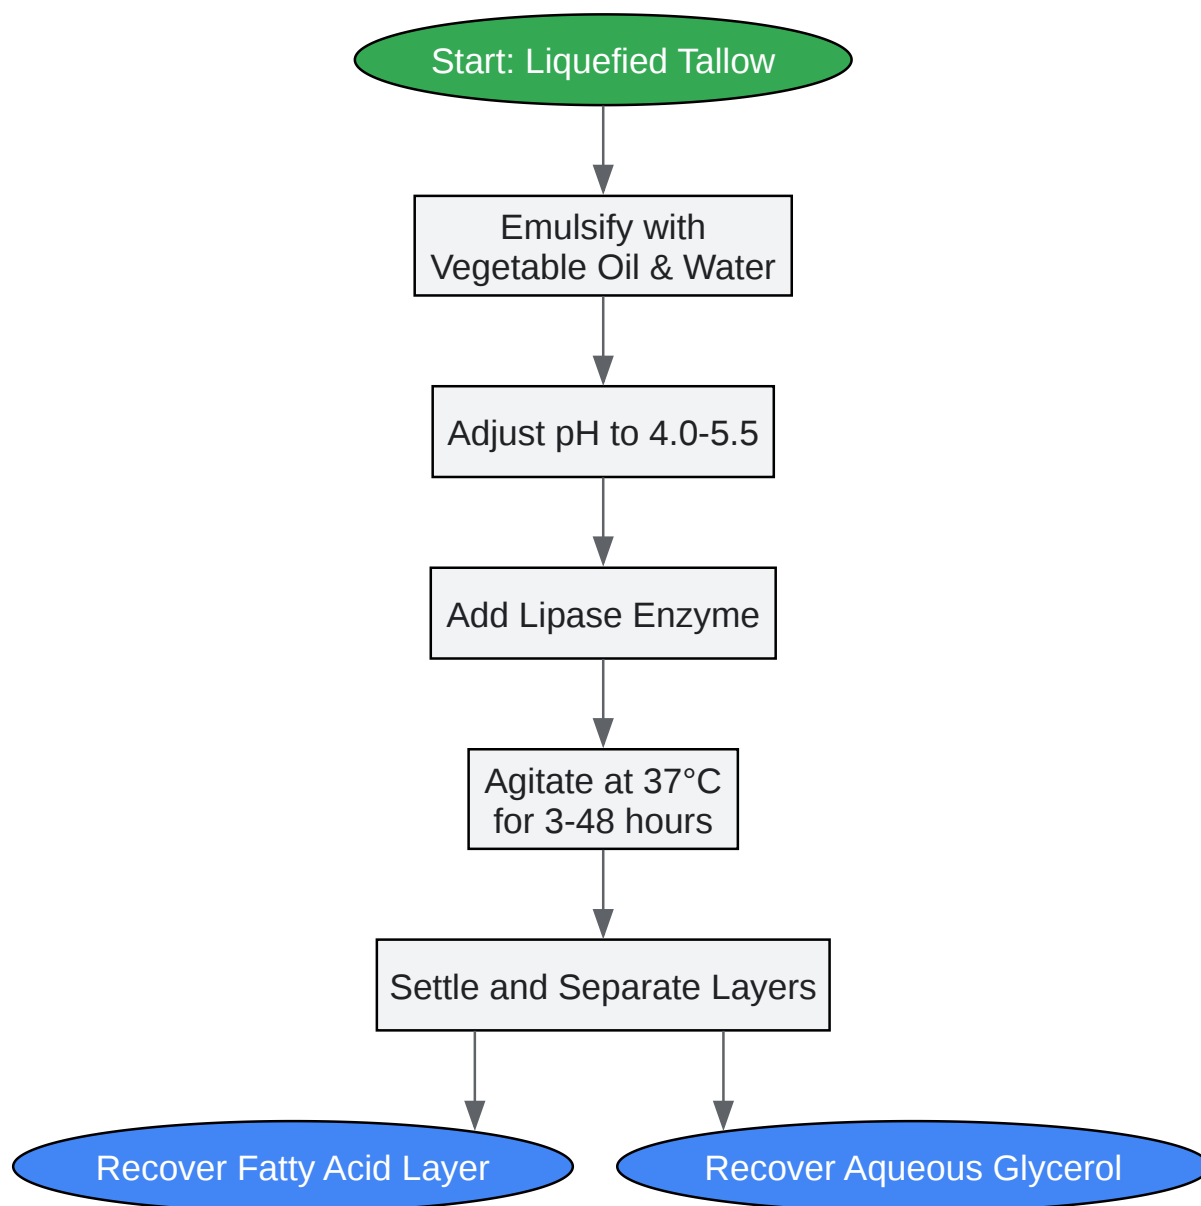 Start: Liquefied Tallow
Emulsify with
Vegetable Oil & Water
Adjust pH to 4.0-5.5
Add Lipase Enzyme
Agitate at 37°C
for 3-48 hours
Settle and Separate Layers
Recover Fatty Acid Layer
Recover Aqueous Glycerol